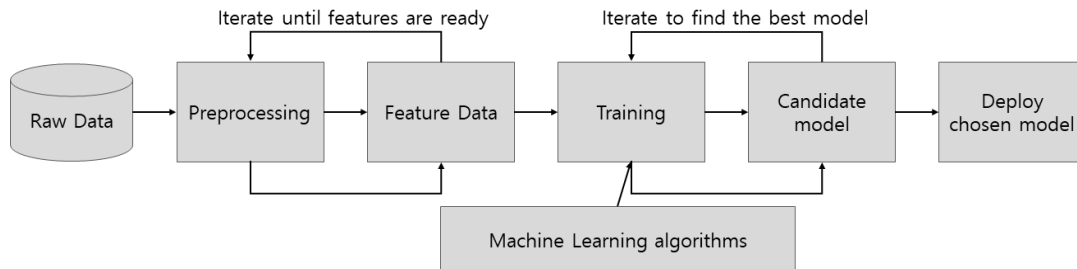 Iterate until features are ready
Iterate to find the best model
Raw Data
Preprocessing
Feature Data
Training
Candidate
model
Deploy
chosen model
Machine Learning algorithms